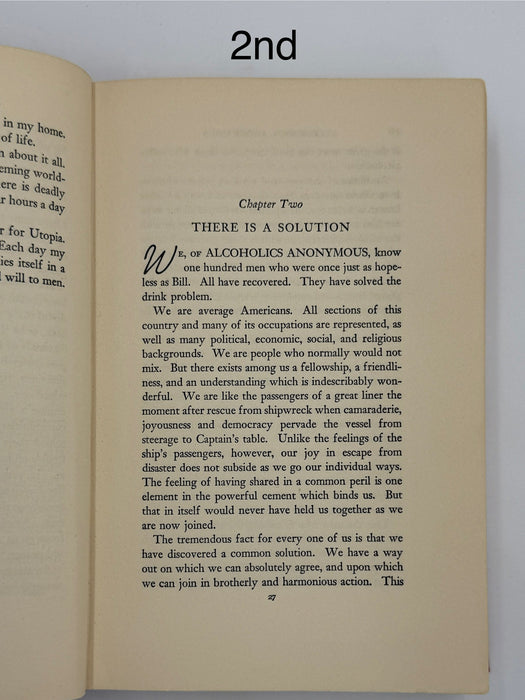 2nd
in my home.
of life.
about it all.
eming world-
ere is deadly
r hours a day
r for Utopia.
Each day my
ies itself in a
will to men.
Chapter Two
THERE IS A SOLUTION
WE, OF ALCOHOLICS ANONYMOUS, know
one hundred men who were once just as hope-
less as Bill. All have recovered. They have solved the
drink problem.
We are average Americans. All sections of this
country and many of its occupations are represented, as
well as many political, economic, social, and religious
backgrounds. We are people who normally would not
mix. But there exists among us a fellowship, a friendli-
ness, and an understanding which is indescribably won-
derful. We are like the passengers of a great liner the
moment after rescue from shipwreck when camaraderie,
joyousness and democracy pervade the vessel from
steerage to Captain's table. Unlike the feelings of the
ship's passengers, however, our joy in escape from
disaster does not subside as we go our individual ways.
The feeling of having shared in a common peril is one
element in the powerful cement which binds us. But
that in itself would never have held us together as we
are now joined.
The tremendous fact for every one of us is that we
have discovered a common solution. We have a way
out on which we can absolutely agree, and upon which
we can join in brotherly and harmonious action. This
27